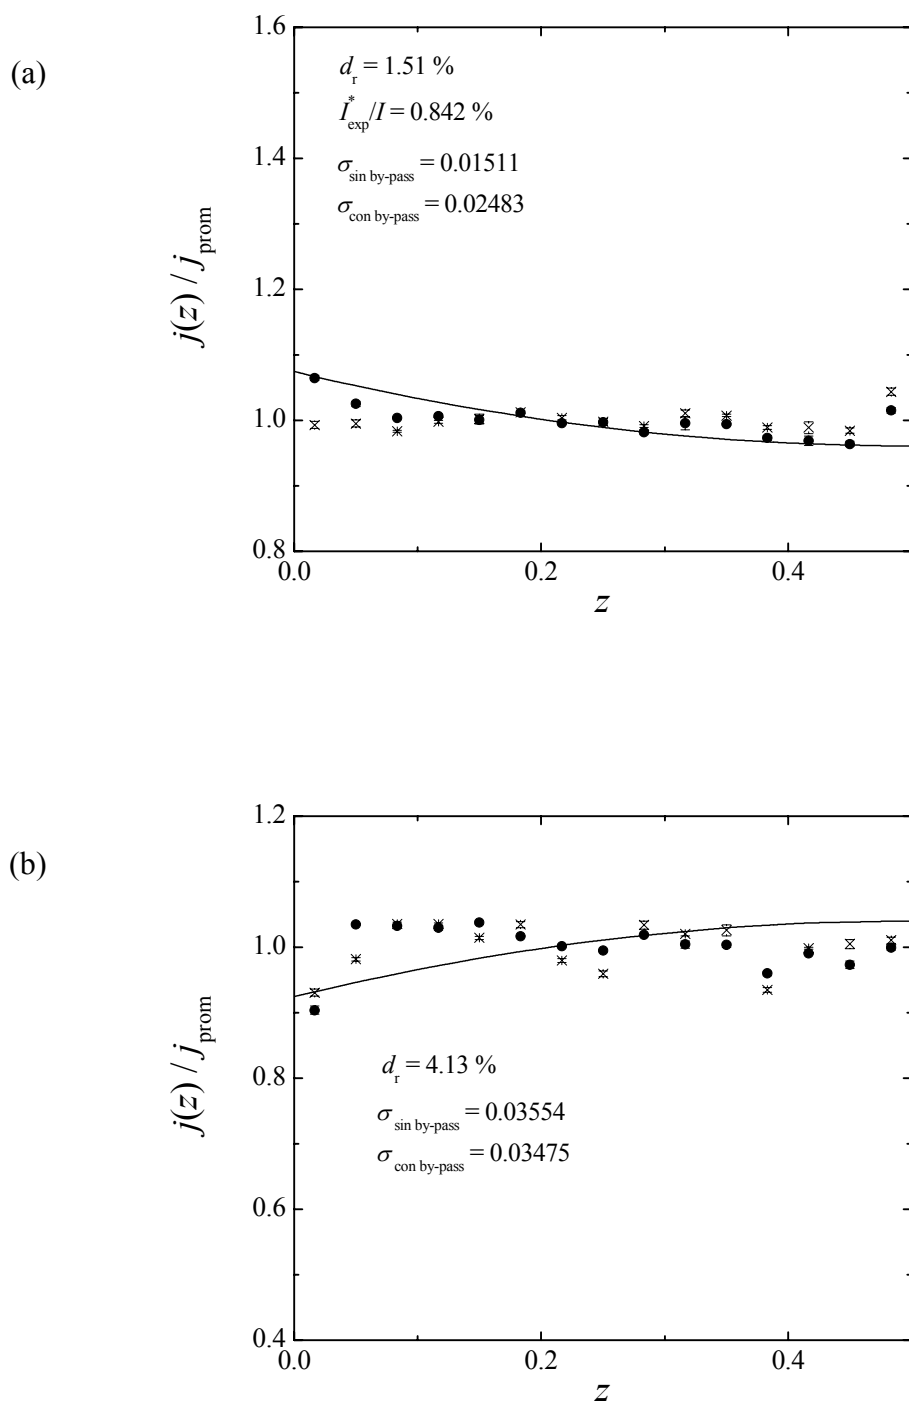 (a)
1.6
1.4
1.2
1.0
0.8
j(z) / j_prom
d_r = 1.51 %
I*_exp/I = 0.842 %
σ_sin by-pass = 0.01511
σ_con by-pass = 0.02483
0.0 0.2 0.4
z
(b)
1.2
1.0
0.8
0.6
0.4
j(z) / j_prom
d_r = 4.13 %
σ_sin by-pass = 0.03554
σ_con by-pass = 0.03475
0.0 0.2 0.4
z